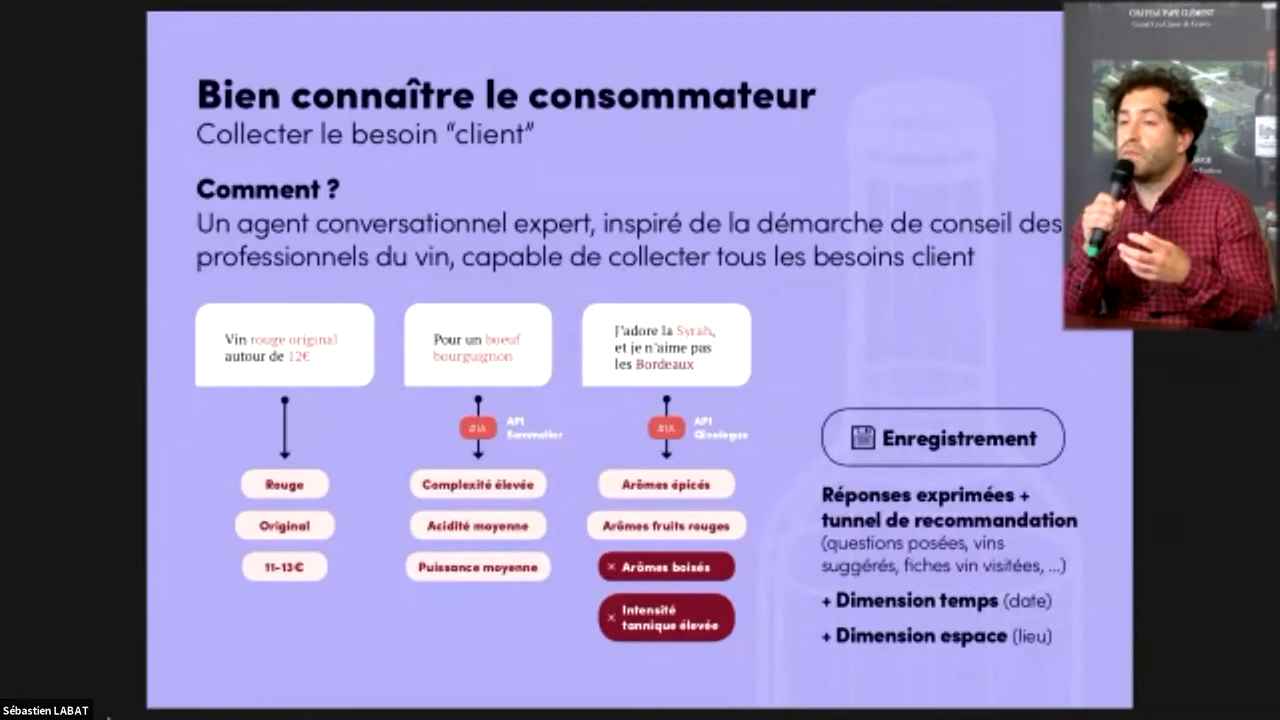 Bien connaître le consommateur
Collecter le besoin “client”
Comment ?
Un agent conversationnel expert, inspiré de la démarche de conseil des
professionnels du vin, capable de collecter tous les besoins client
Vin rouge original
autour de 12€
Pour un boeuf
bourguignon
J'adore la Syrah,
et je n'aime pas
les Bordeaux
API
Sommelier
API
Œnologue
Rouge
Original
11-13€
Complexité élevée
Acidité moyenne
Puissance moyenne
Arômes épicés
Arômes fruits rouges
× Arômes boisés
× Intensité
tannique élevée
Enregistrement
Réponses exprimées +
tunnel de recommandation
(questions posées, vins
suggérés, fiches vin visitées, ...)
+ Dimension temps (date)
+ Dimension espace (lieu)
CHÂTEAU PAPE CLÉMENT
Sébastien LABAT